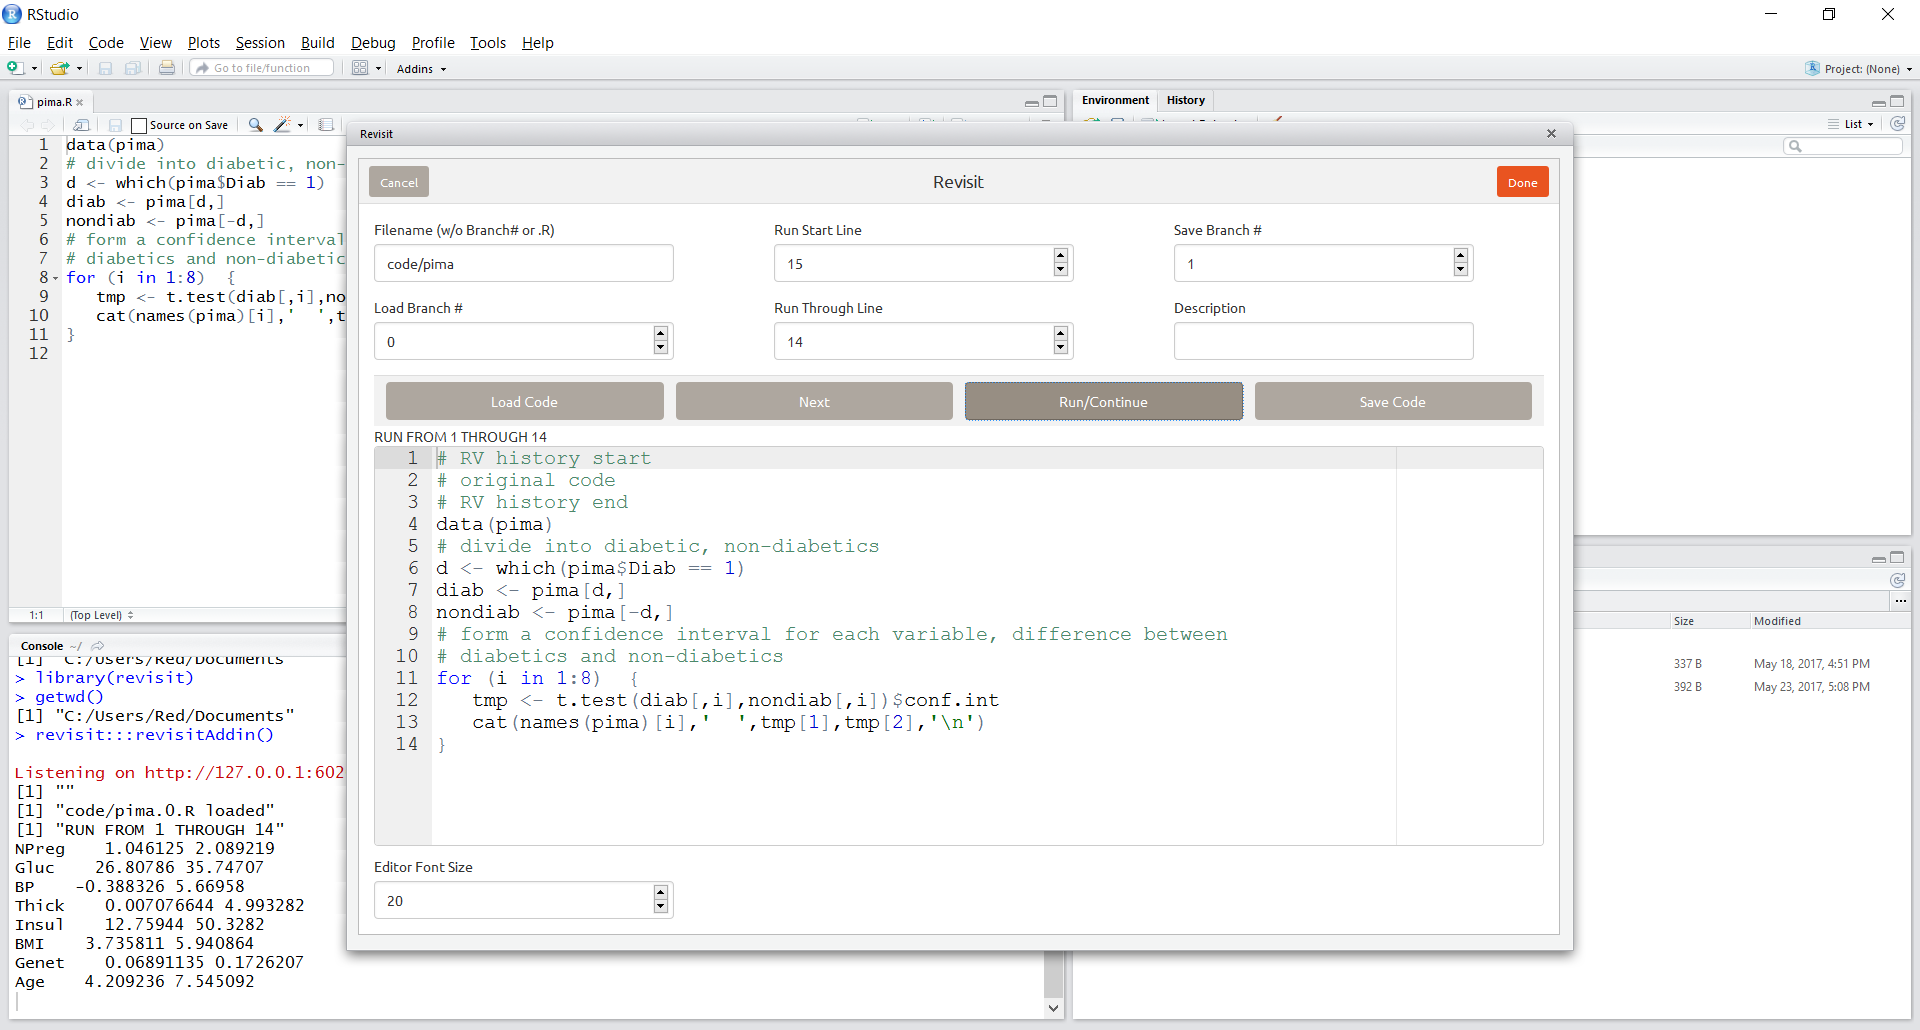 RStudio
File Edit Code View Plots Session Build Debug Profile Tools Help
Go to file/function Addins Project: (None)
pima.R
Source on Save
1 data(pima)
2 # divide into diabetic, non-
3 d <- which(pima$Diab == 1)
4 diab <- pima[d,]
5 nondiab <- pima[-d,]
6 # form a confidence interval
7 # diabetics and non-diabetic
8 for (i in 1:8) {
9 tmp <- t.test(diab[,i],no
10 cat(names(pima)[i],' ',t
11 }
12
1:1 (Top Level)
Console ~/
[1] "C:/Users/Red/Documents"
> library(revisit)
> getwd()
[1] "C:/Users/Red/Documents"
> revisit:::revisitAddin()
Listening on http://127.0.0.1:602
[1] ""
[1] "code/pima.0.R loaded"
[1] "RUN FROM 1 THROUGH 14"
NPreg 1.046125 2.089219
Gluc 26.80786 35.74707
BP -0.388326 5.66958
Thick 0.007076644 4.993282
Insul 12.75944 50.3282
BMI 3.735811 5.940864
Genet 0.06891135 0.1726207
Age 4.209236 7.545092
Revisit
Cancel Revisit Done
Filename (w/o Branch# or .R) Run Start Line Save Branch #
code/pima 15 1
Load Branch # Run Through Line Description
0 14
Load Code Next Run/Continue Save Code
RUN FROM 1 THROUGH 14
1 # RV history start
2 # original code
3 # RV history end
4 data(pima)
5 # divide into diabetic, non-diabetics
6 d <- which(pima$Diab == 1)
7 diab <- pima[d,]
8 nondiab <- pima[-d,]
9 # form a confidence interval for each variable, difference between
10 # diabetics and non-diabetics
11 for (i in 1:8) {
12 tmp <- t.test(diab[,i],nondiab[,i])$conf.int
13 cat(names(pima)[i],' ',tmp[1],tmp[2],'\n')
14 }
Editor Font Size
20
Environment History
List
Size Modified
337 B May 18, 2017, 4:51 PM
392 B May 23, 2017, 5:08 PM